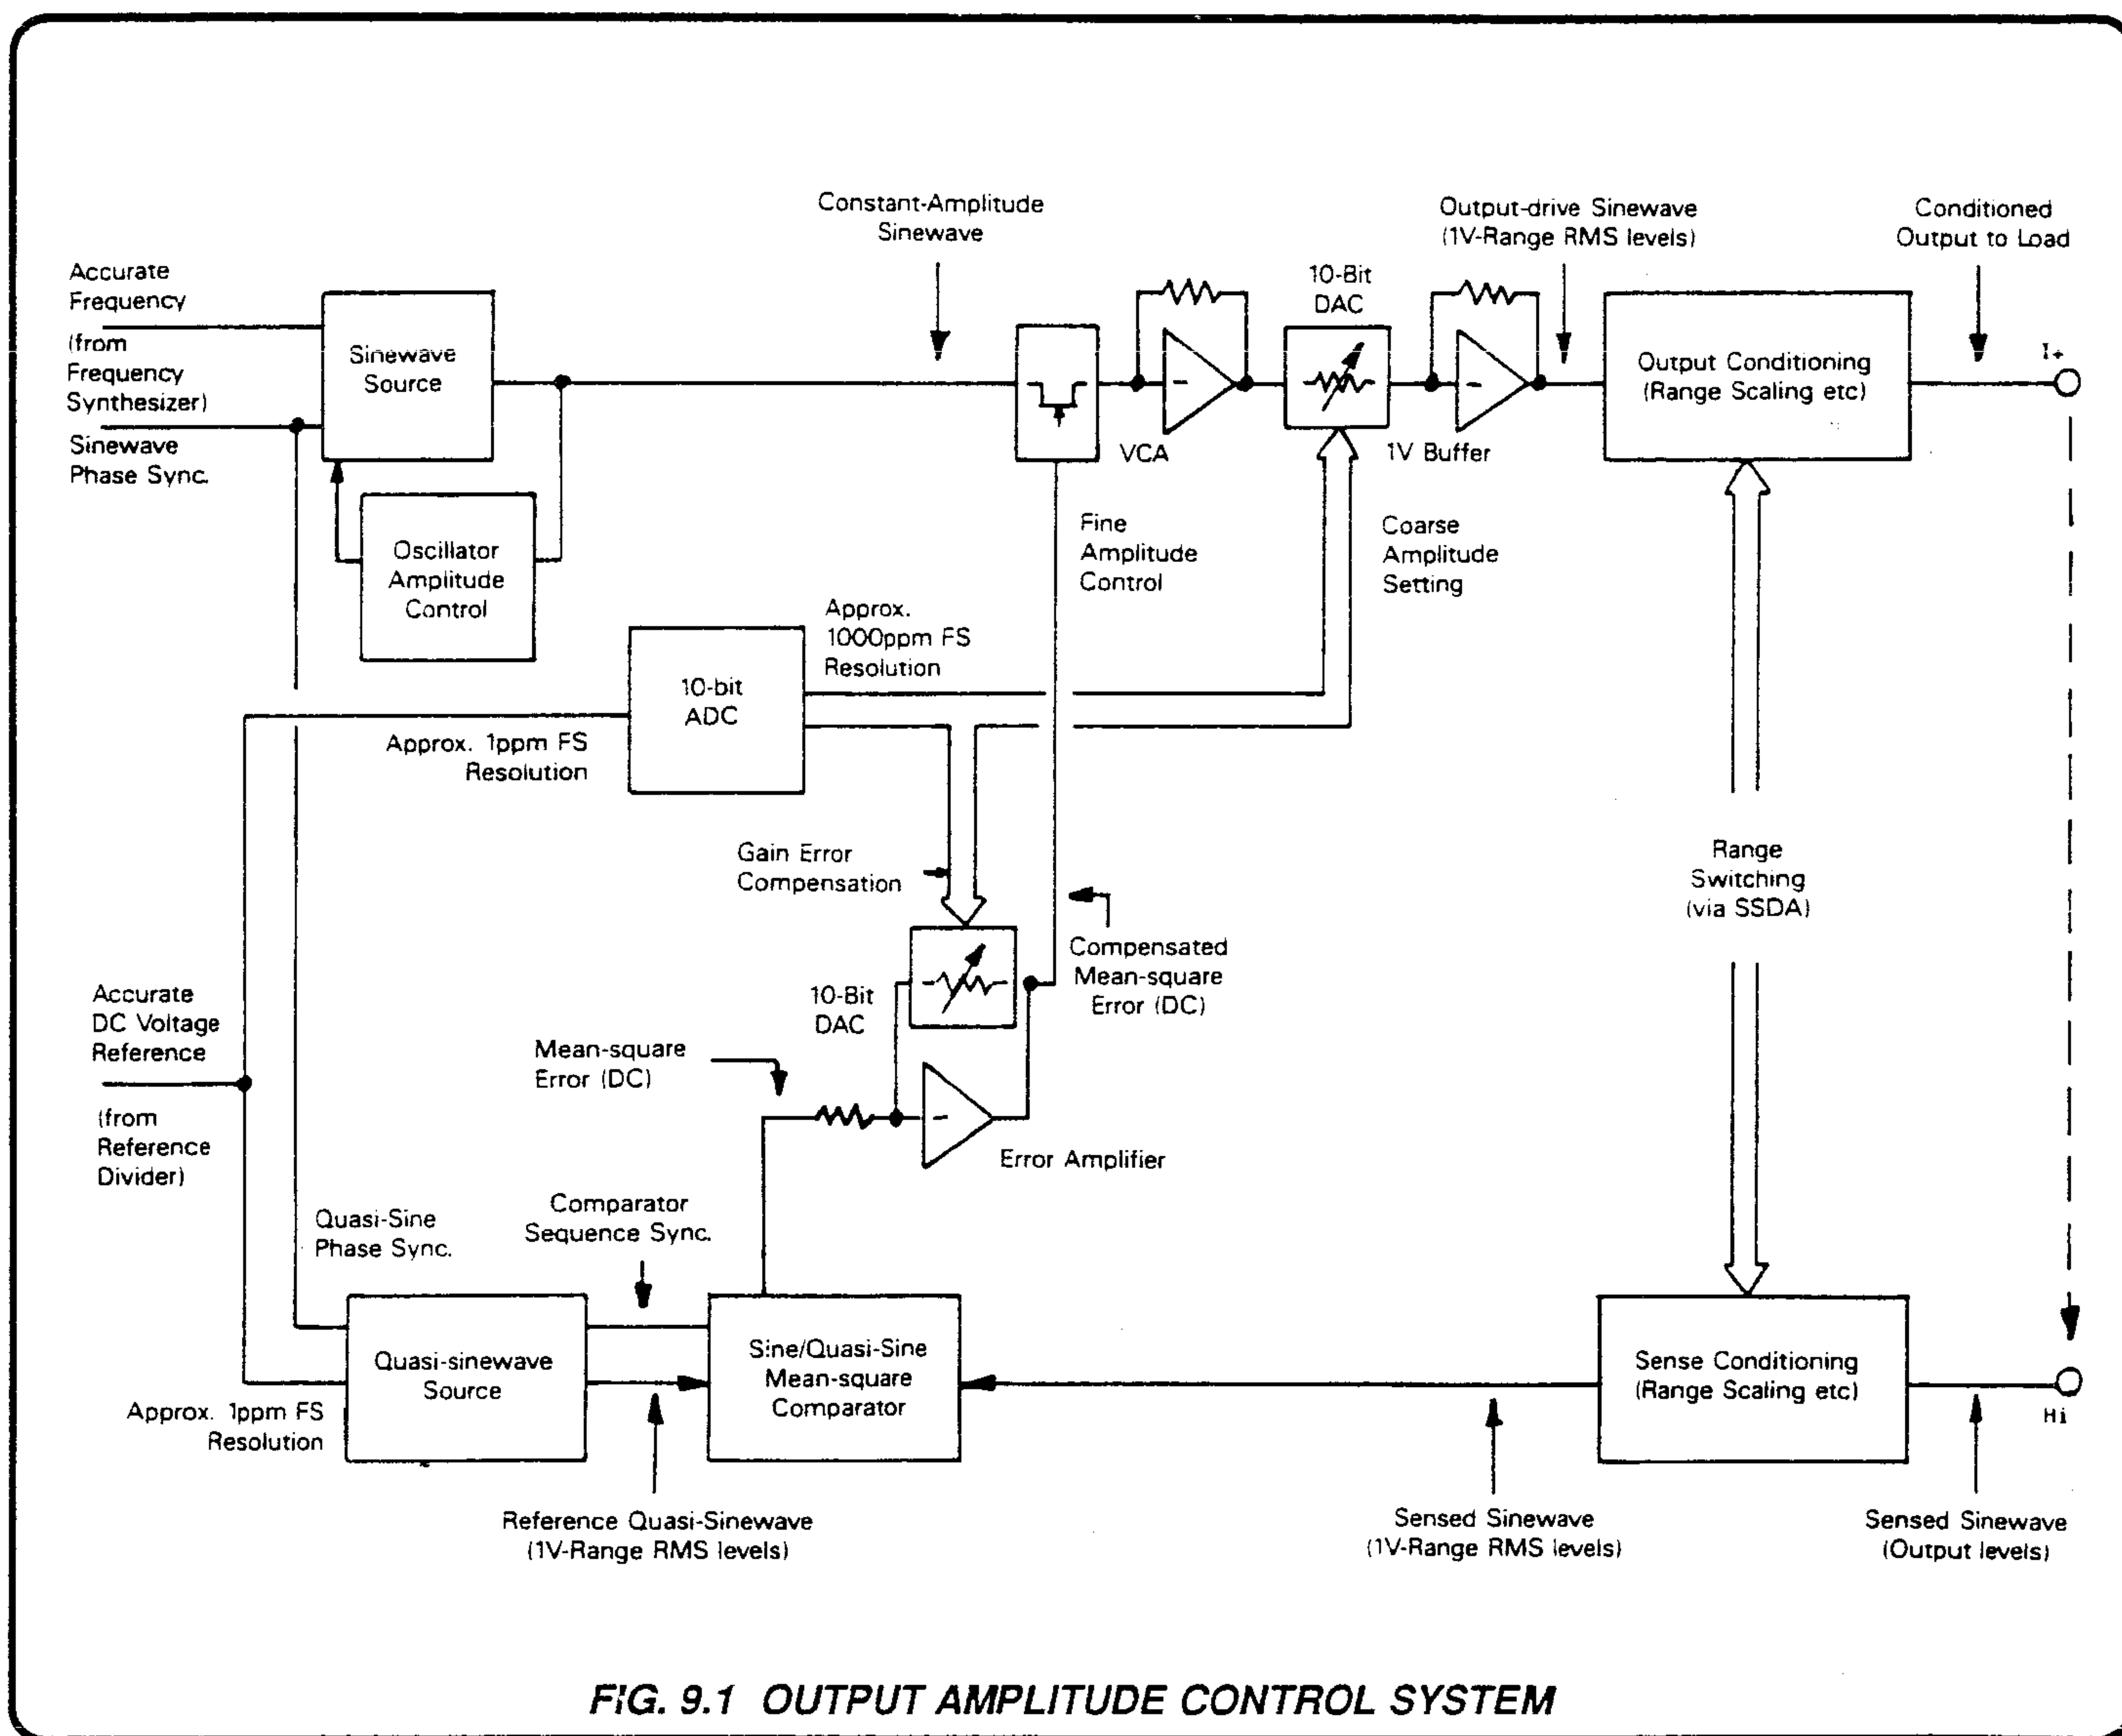 Constant-Amplitude
Sinewave
Output-drive Sinewave
(1V-Range RMS levels)
Conditioned
Output to Load
Accurate
Frequency
(from
Frequency
Synthesizer)
Sinewave
Phase Sync.
Sinewave
Source
10-Bit
DAC
Output Conditioning
(Range Scaling etc)
I+
VCA
1V Buffer
Oscillator
Amplitude
Control
Fine
Amplitude
Control
Coarse
Amplitude
Setting
Approx.
1000ppm FS
Resolution
10-bit
ADC
Approx. 1ppm FS
Resolution
Gain Error
Compensation
Range
Switching
(via SSDA)
Compensated
Mean-square
Error (DC)
10-Bit
DAC
Accurate
DC Voltage
Reference
(from
Reference
Divider)
Mean-square
Error (DC)
Error Amplifier
Quasi-Sine
Phase Sync.
Comparator
Sequence Sync.
Quasi-sinewave
Source
Sine/Quasi-Sine
Mean-square
Comparator
Sense Conditioning
(Range Scaling etc)
Hi
Approx. 1ppm FS
Resolution
Reference Quasi-Sinewave
(1V-Range RMS levels)
Sensed Sinewave
(1V-Range RMS levels)
Sensed Sinewave
(Output levels)
FIG. 9.1 OUTPUT AMPLITUDE CONTROL SYSTEM